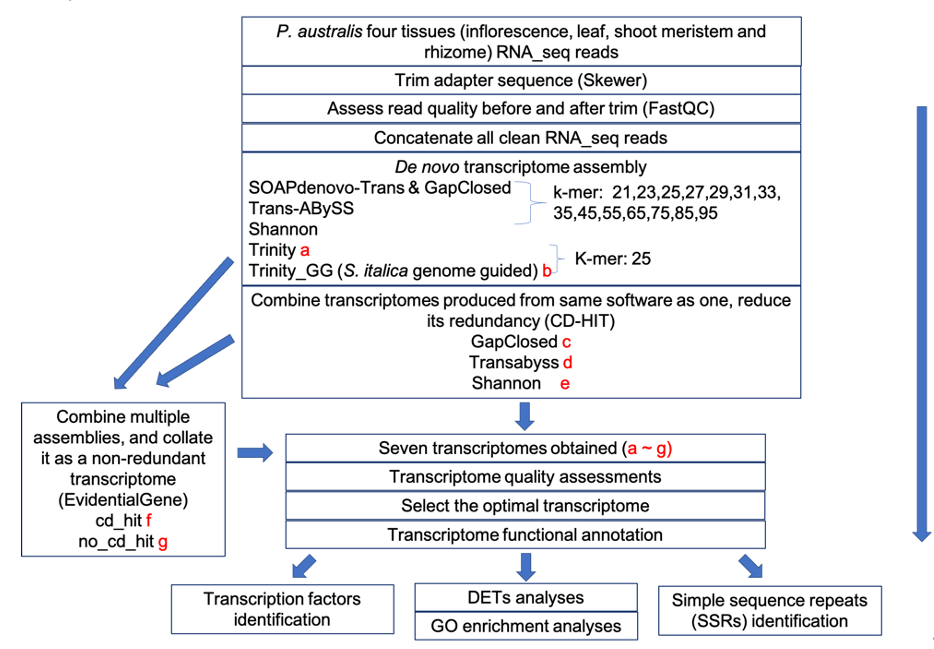 P. australis four tissues (inflorescence, leaf, shoot meristem and
rhizome) RNA_seq reads
Trim adapter sequence (Skewer)
Assess read quality before and after trim (FastQC)
Concatenate all clean RNA_seq reads
De novo transcriptome assembly
SOAPdenovo-Trans & GapClosed
Trans-ABySS
Shannon
k-mer: 21,23,25,27,29,31,33,
35,45,55,65,75,85,95
Trinity a
Trinity_GG (S. italica genome guided) b
K-mer: 25
Combine transcriptomes produced from same software as one, reduce
its redundancy (CD-HIT)
GapClosed c
Transabyss d
Shannon e
Combine multiple
assemblies, and collate
it as a non-redundant
transcriptome
(EvidentialGene)
cd_hit f
no_cd_hit g
Seven transcriptomes obtained (a ~ g)
Transcriptome quality assessments
Select the optimal transcriptome
Transcriptome functional annotation
Transcription factors
identification
DETs analyses
GO enrichment analyses
Simple sequence repeats
(SSRs) identification